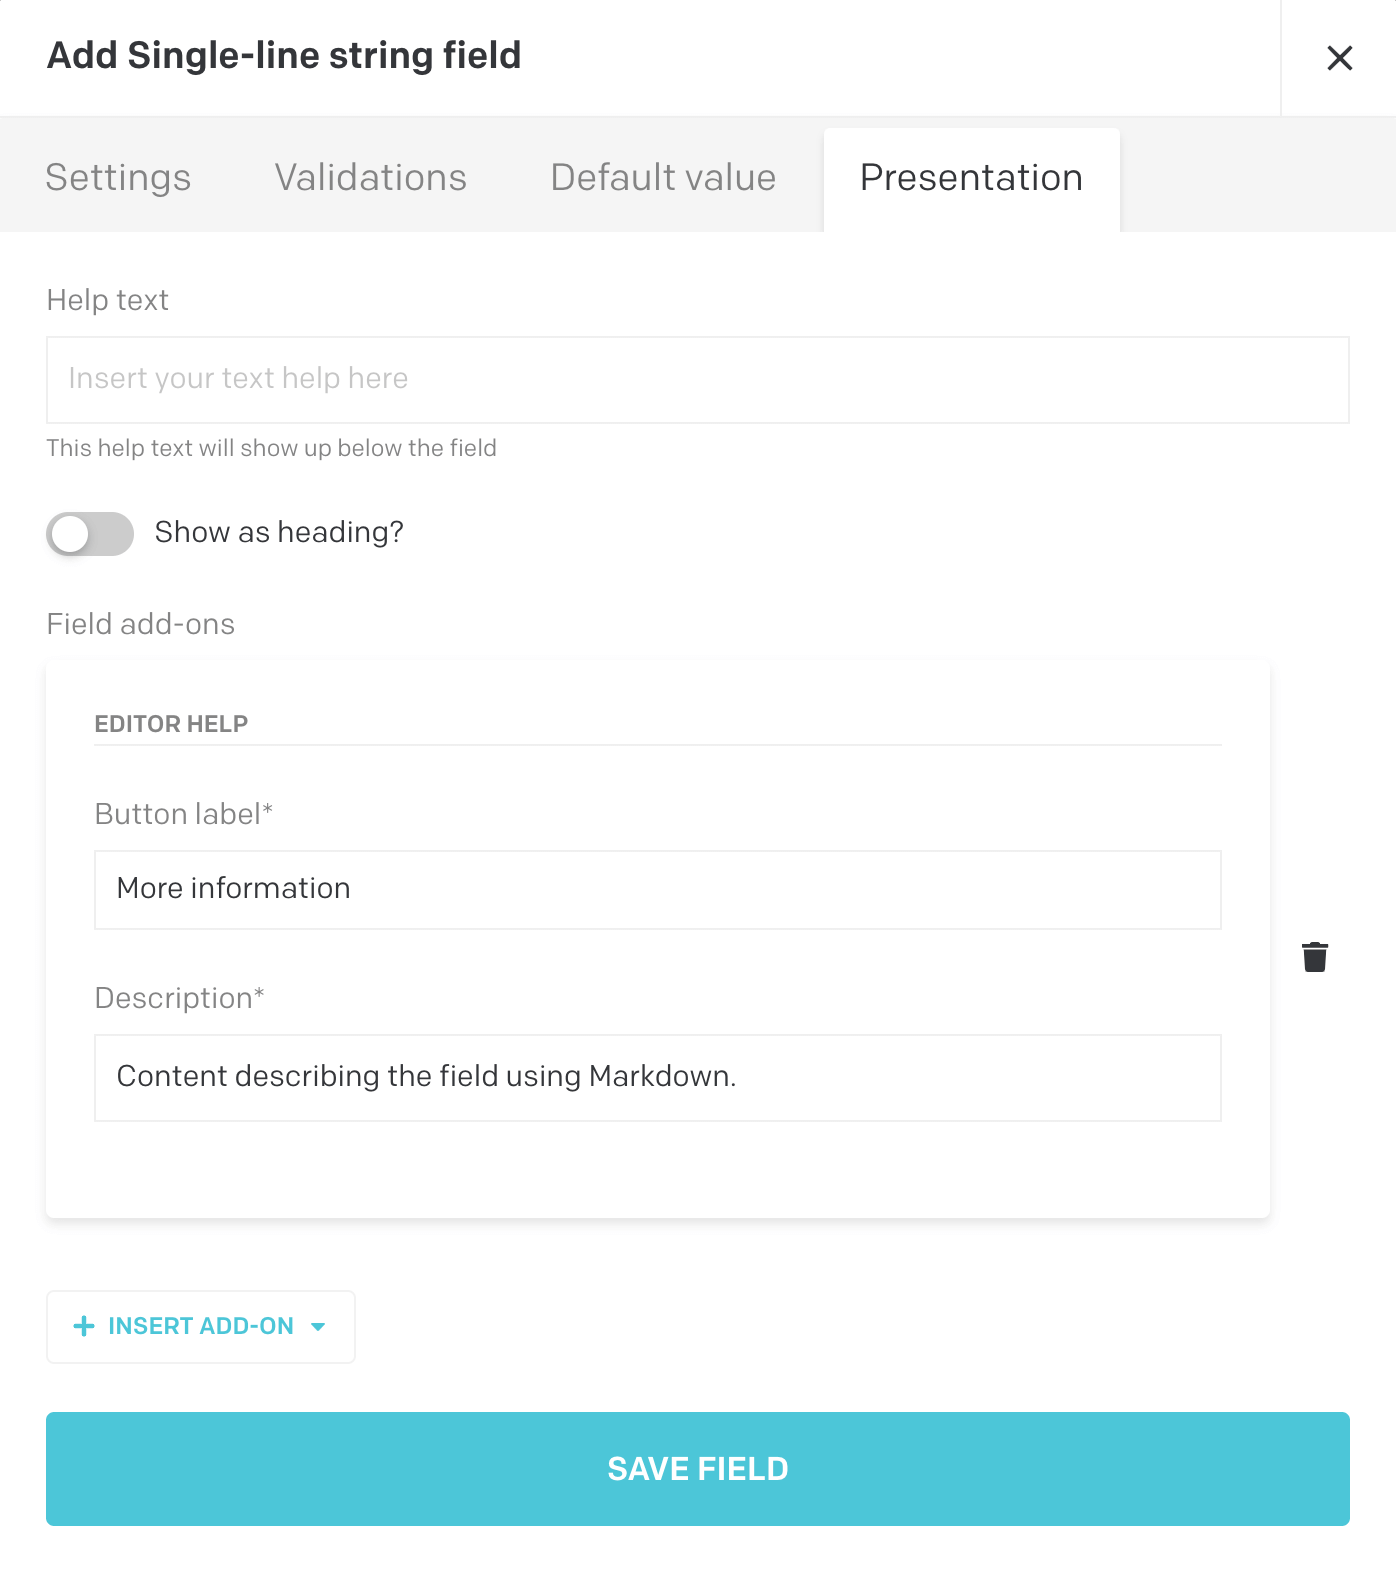 Add Single-line string field
Settings Validations Default value Presentation
Help text
Insert your text help here
This help text will show up below the field
Show as heading?
Field add-ons
EDITOR HELP
Button label*
More information
Description*
Content describing the field using Markdown.
INSERT ADD-ON
SAVE FIELD